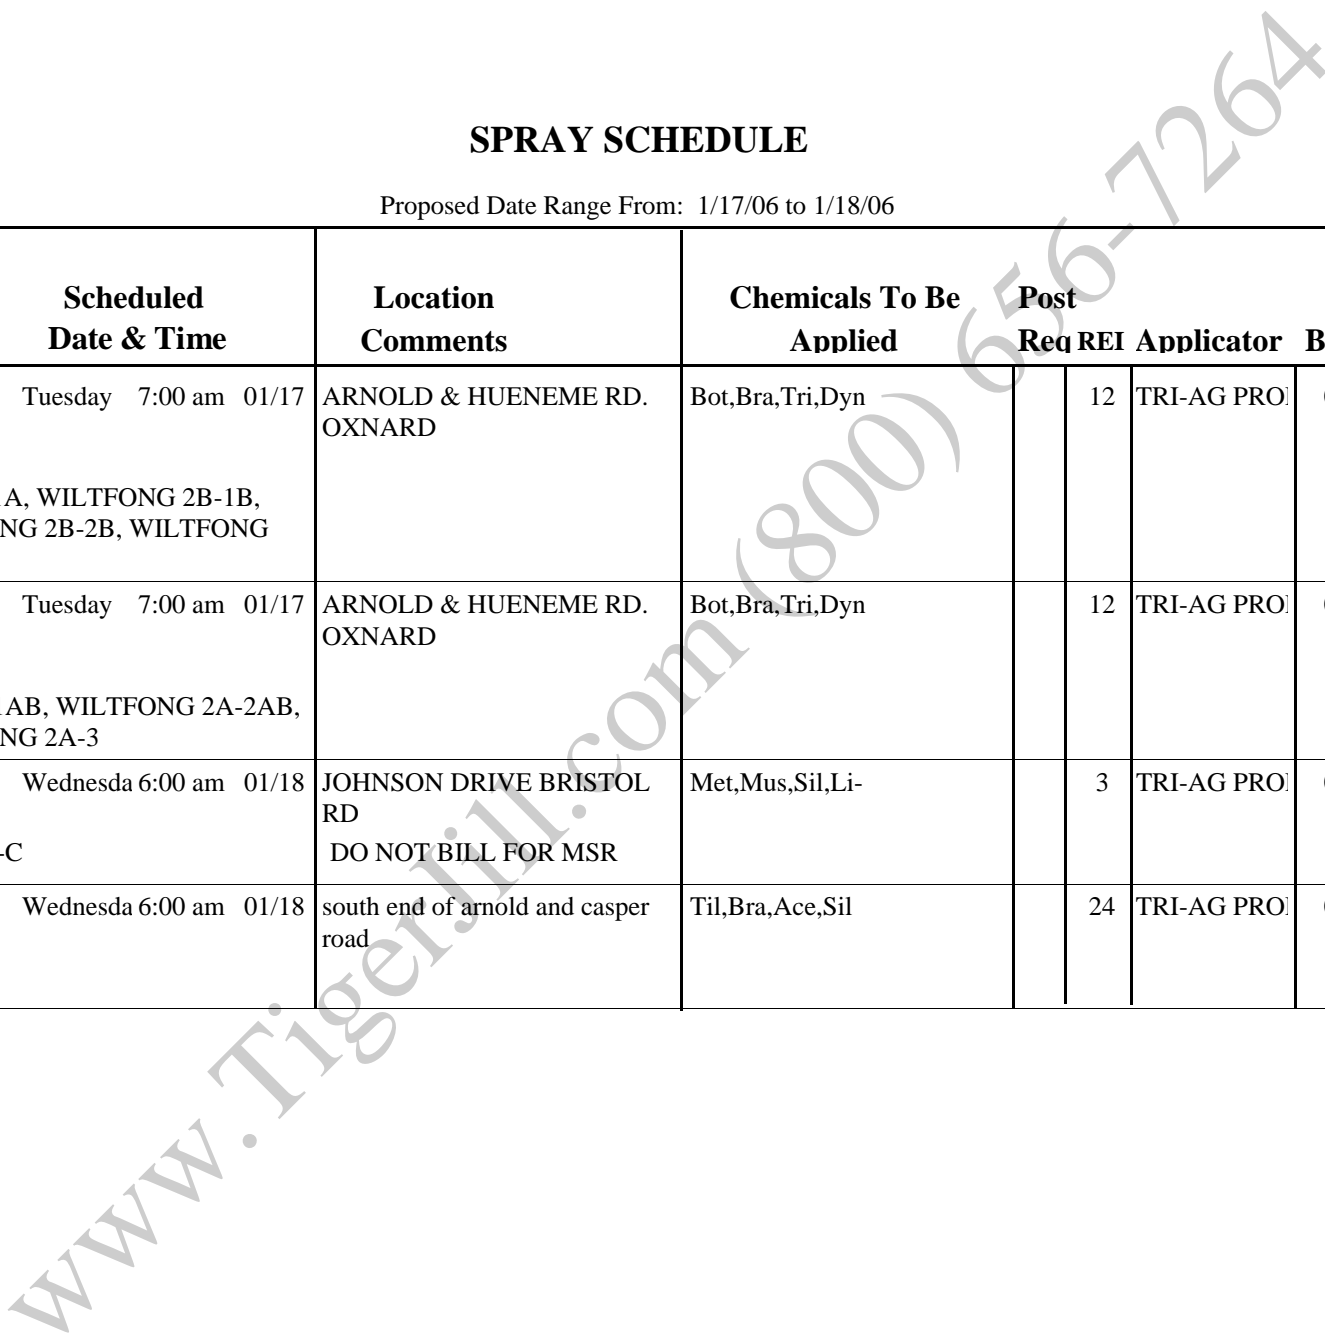 SPRAY SCHEDULE
Proposed Date Range From: 1/17/06 to 1/18/06
Scheduled Date & Time
Location Comments
Chemicals To Be Applied
Post Req
REI
Applicator
B
Tuesday 7:00 am 01/17
ARNOLD & HUENEME RD.
OXNARD
Bot,Bra,Tri,Dyn
12
TRI-AG PRO
A, WILTFONG 2B-1B,
NG 2B-2B, WILTFONG
Tuesday 7:00 am 01/17
ARNOLD & HUENEME RD.
OXNARD
Bot,Bra,Tri,Dyn
12
TRI-AG PRO
AB, WILTFONG 2A-2AB,
NG 2A-3
Wednesda 6:00 am 01/18
JOHNSON DRIVE BRISTOL
RD
DO NOT BILL FOR MSR
Met,Mus,Sil,Li-
3
TRI-AG PRO
-C
Wednesda 6:00 am 01/18
south end of arnold and casper
road
Til,Bra,Ace,Sil
24
TRI-AG PRO
www.TigerJill.com (800) 656-7264